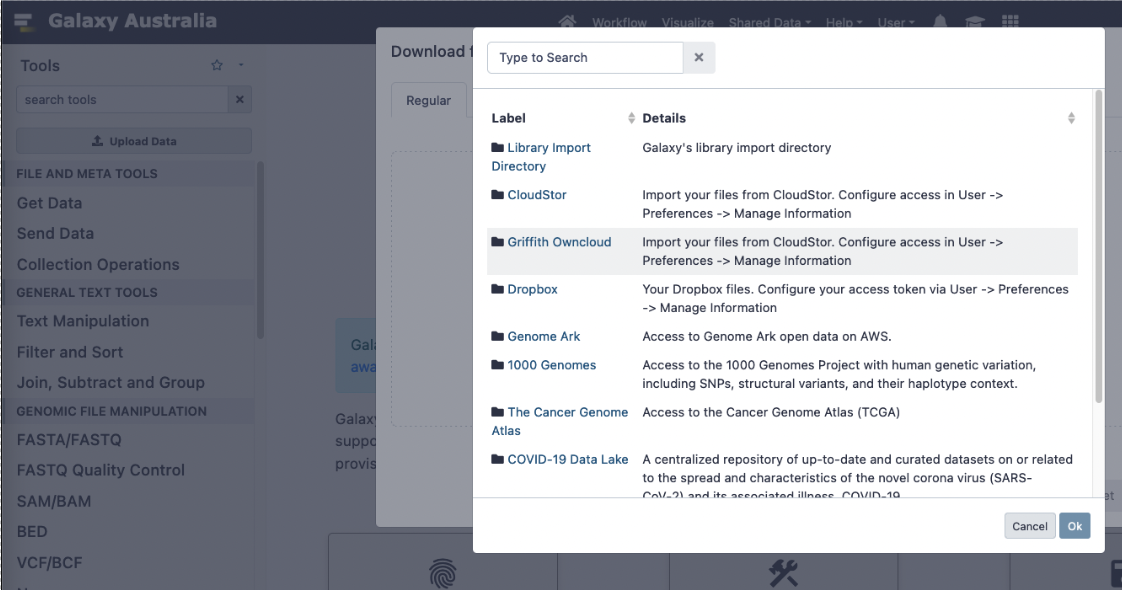 Galaxy Australia
Workflow Visualize Shared Data Help User
Tools
search tools
Upload Data
FILE AND META TOOLS
Get Data
Send Data
Collection Operations
GENERAL TEXT TOOLS
Text Manipulation
Filter and Sort
Join, Subtract and Group
GENOMIC FILE MANIPULATION
FASTA/FASTQ
FASTQ Quality Control
SAM/BAM
BED
VCF/BCF
Download
Regular
Galaxy
suppo
provis
Type to Search
Label Details
Library Import Galaxy's library import directory
Directory
CloudStor Import your files from CloudStor. Configure access in User ->
Preferences -> Manage Information
Griffith Owncloud Import your files from CloudStor. Configure access in User ->
Preferences -> Manage Information
Dropbox Your Dropbox files. Configure your access token via User -> Preferences
-> Manage Information
Genome Ark Access to Genome Ark open data on AWS.
1000 Genomes Access to the 1000 Genomes Project with human genetic variation,
including SNPs, structural variants, and their haplotype context.
The Cancer Genome Access to the Cancer Genome Atlas (TCGA)
Atlas
COVID-19 Data Lake A centralized repository of up-to-date and curated datasets on or related
to the spread and characteristics of the novel corona virus (SARS-
CoV-2) and its associated illness, COVID-19
Cancel Ok